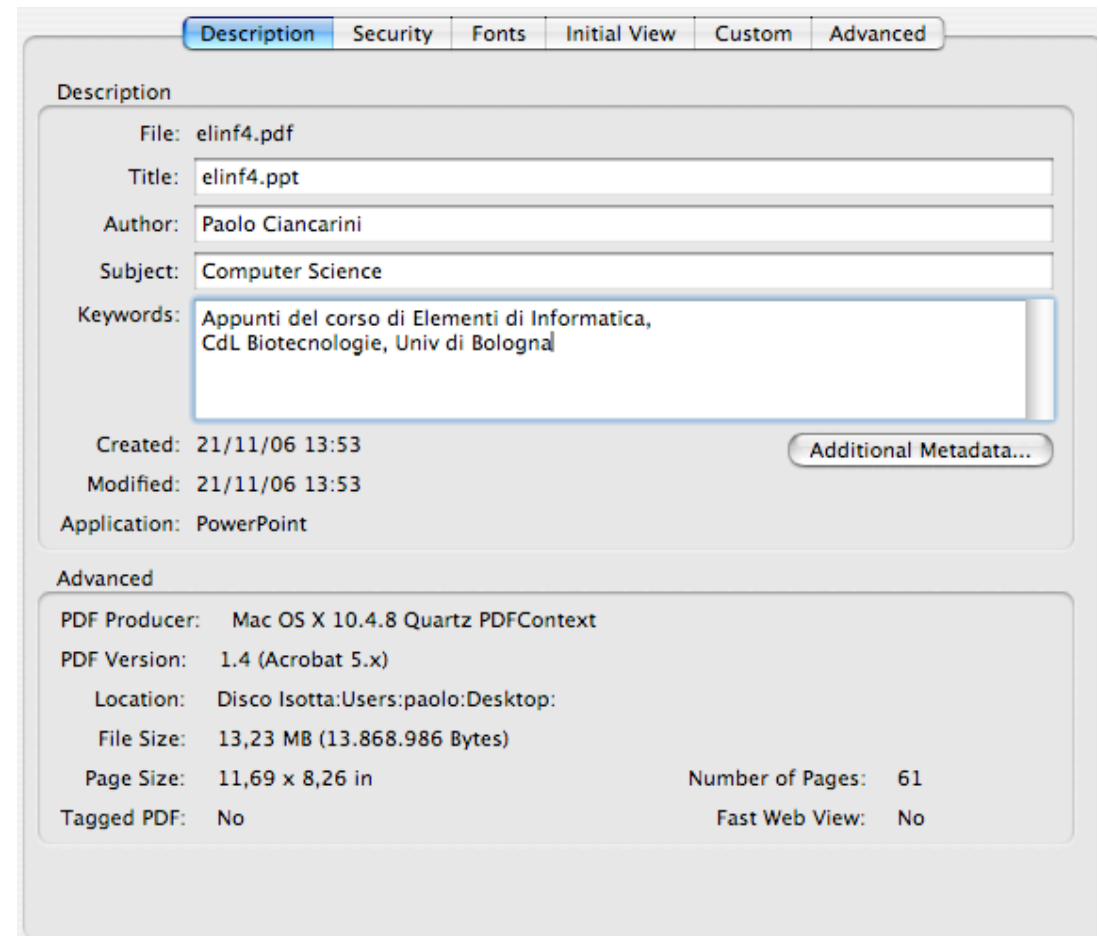 Description Security Fonts Initial View Custom Advanced
Description
File: elinf4.pdf
Title: elinf4.ppt
Author: Paolo Ciancarini
Subject: Computer Science
Keywords: Appunti del corso di Elementi di Informatica,
CdL Biotecnologie, Univ di Bologna
Created: 21/11/06 13:53
Additional Metadata...
Modified: 21/11/06 13:53
Application: PowerPoint
Advanced
PDF Producer: Mac OS X 10.4.8 Quartz PDFContext
PDF Version: 1.4 (Acrobat 5.x)
Location: Disco Isotta:Users:paolo:Desktop:
File Size: 13,23 MB (13.868.986 Bytes)
Page Size: 11,69 x 8,26 in Number of Pages: 61
Tagged PDF: No Fast Web View: No